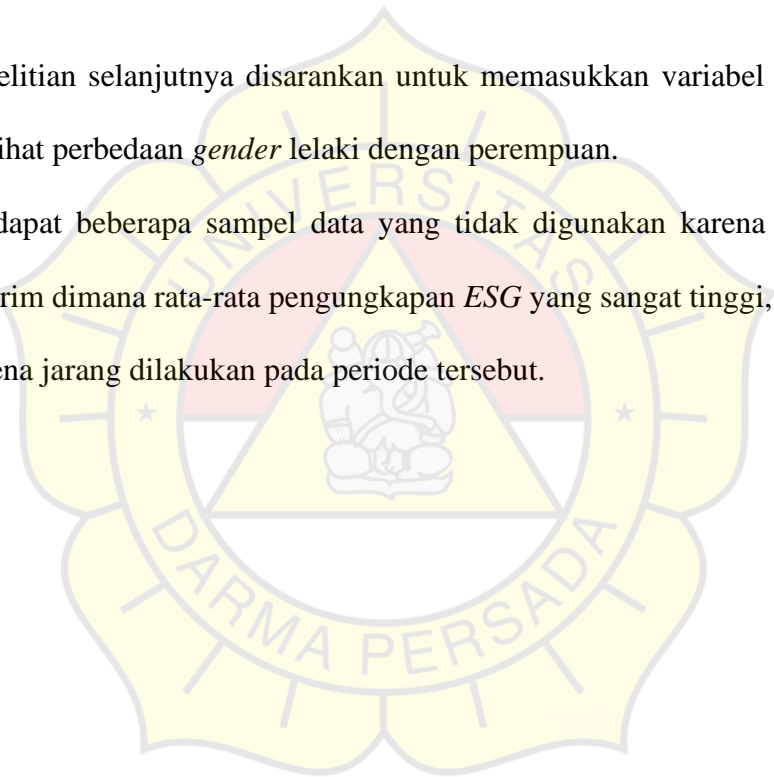 elitian selanjutnya disarankan untuk memasukkan variabel
ihat perbedaan gender lelaki dengan perempuan.
dapat beberapa sampel data yang tidak digunakan karena
rim dimana rata-rata pengungkapan ESG yang sangat tinggi,
ena jarang dilakukan pada periode tersebut.
UNIVERSITAS
DARMA PERSADA